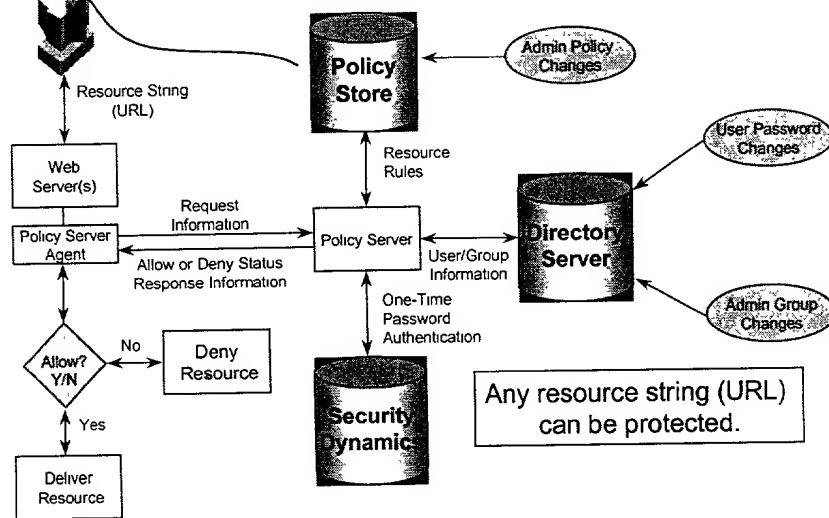 Policy
Store
Admin Policy
Changes
Resource String
(URL)
User Password
Changes
Web
Server(s)
Resource
Rules
Request
Information
Policy Server
Agent
Policy Server
Directory
Server
Allow or Deny Status
Response Information
User/Group
Information
One-Time
Password
Authentication
Admin Group
Changes
Allow?
Y/N
No
Deny
Resource
Yes
Security
Dynamics
Any resource string (URL)
can be protected.
Deliver
Resource